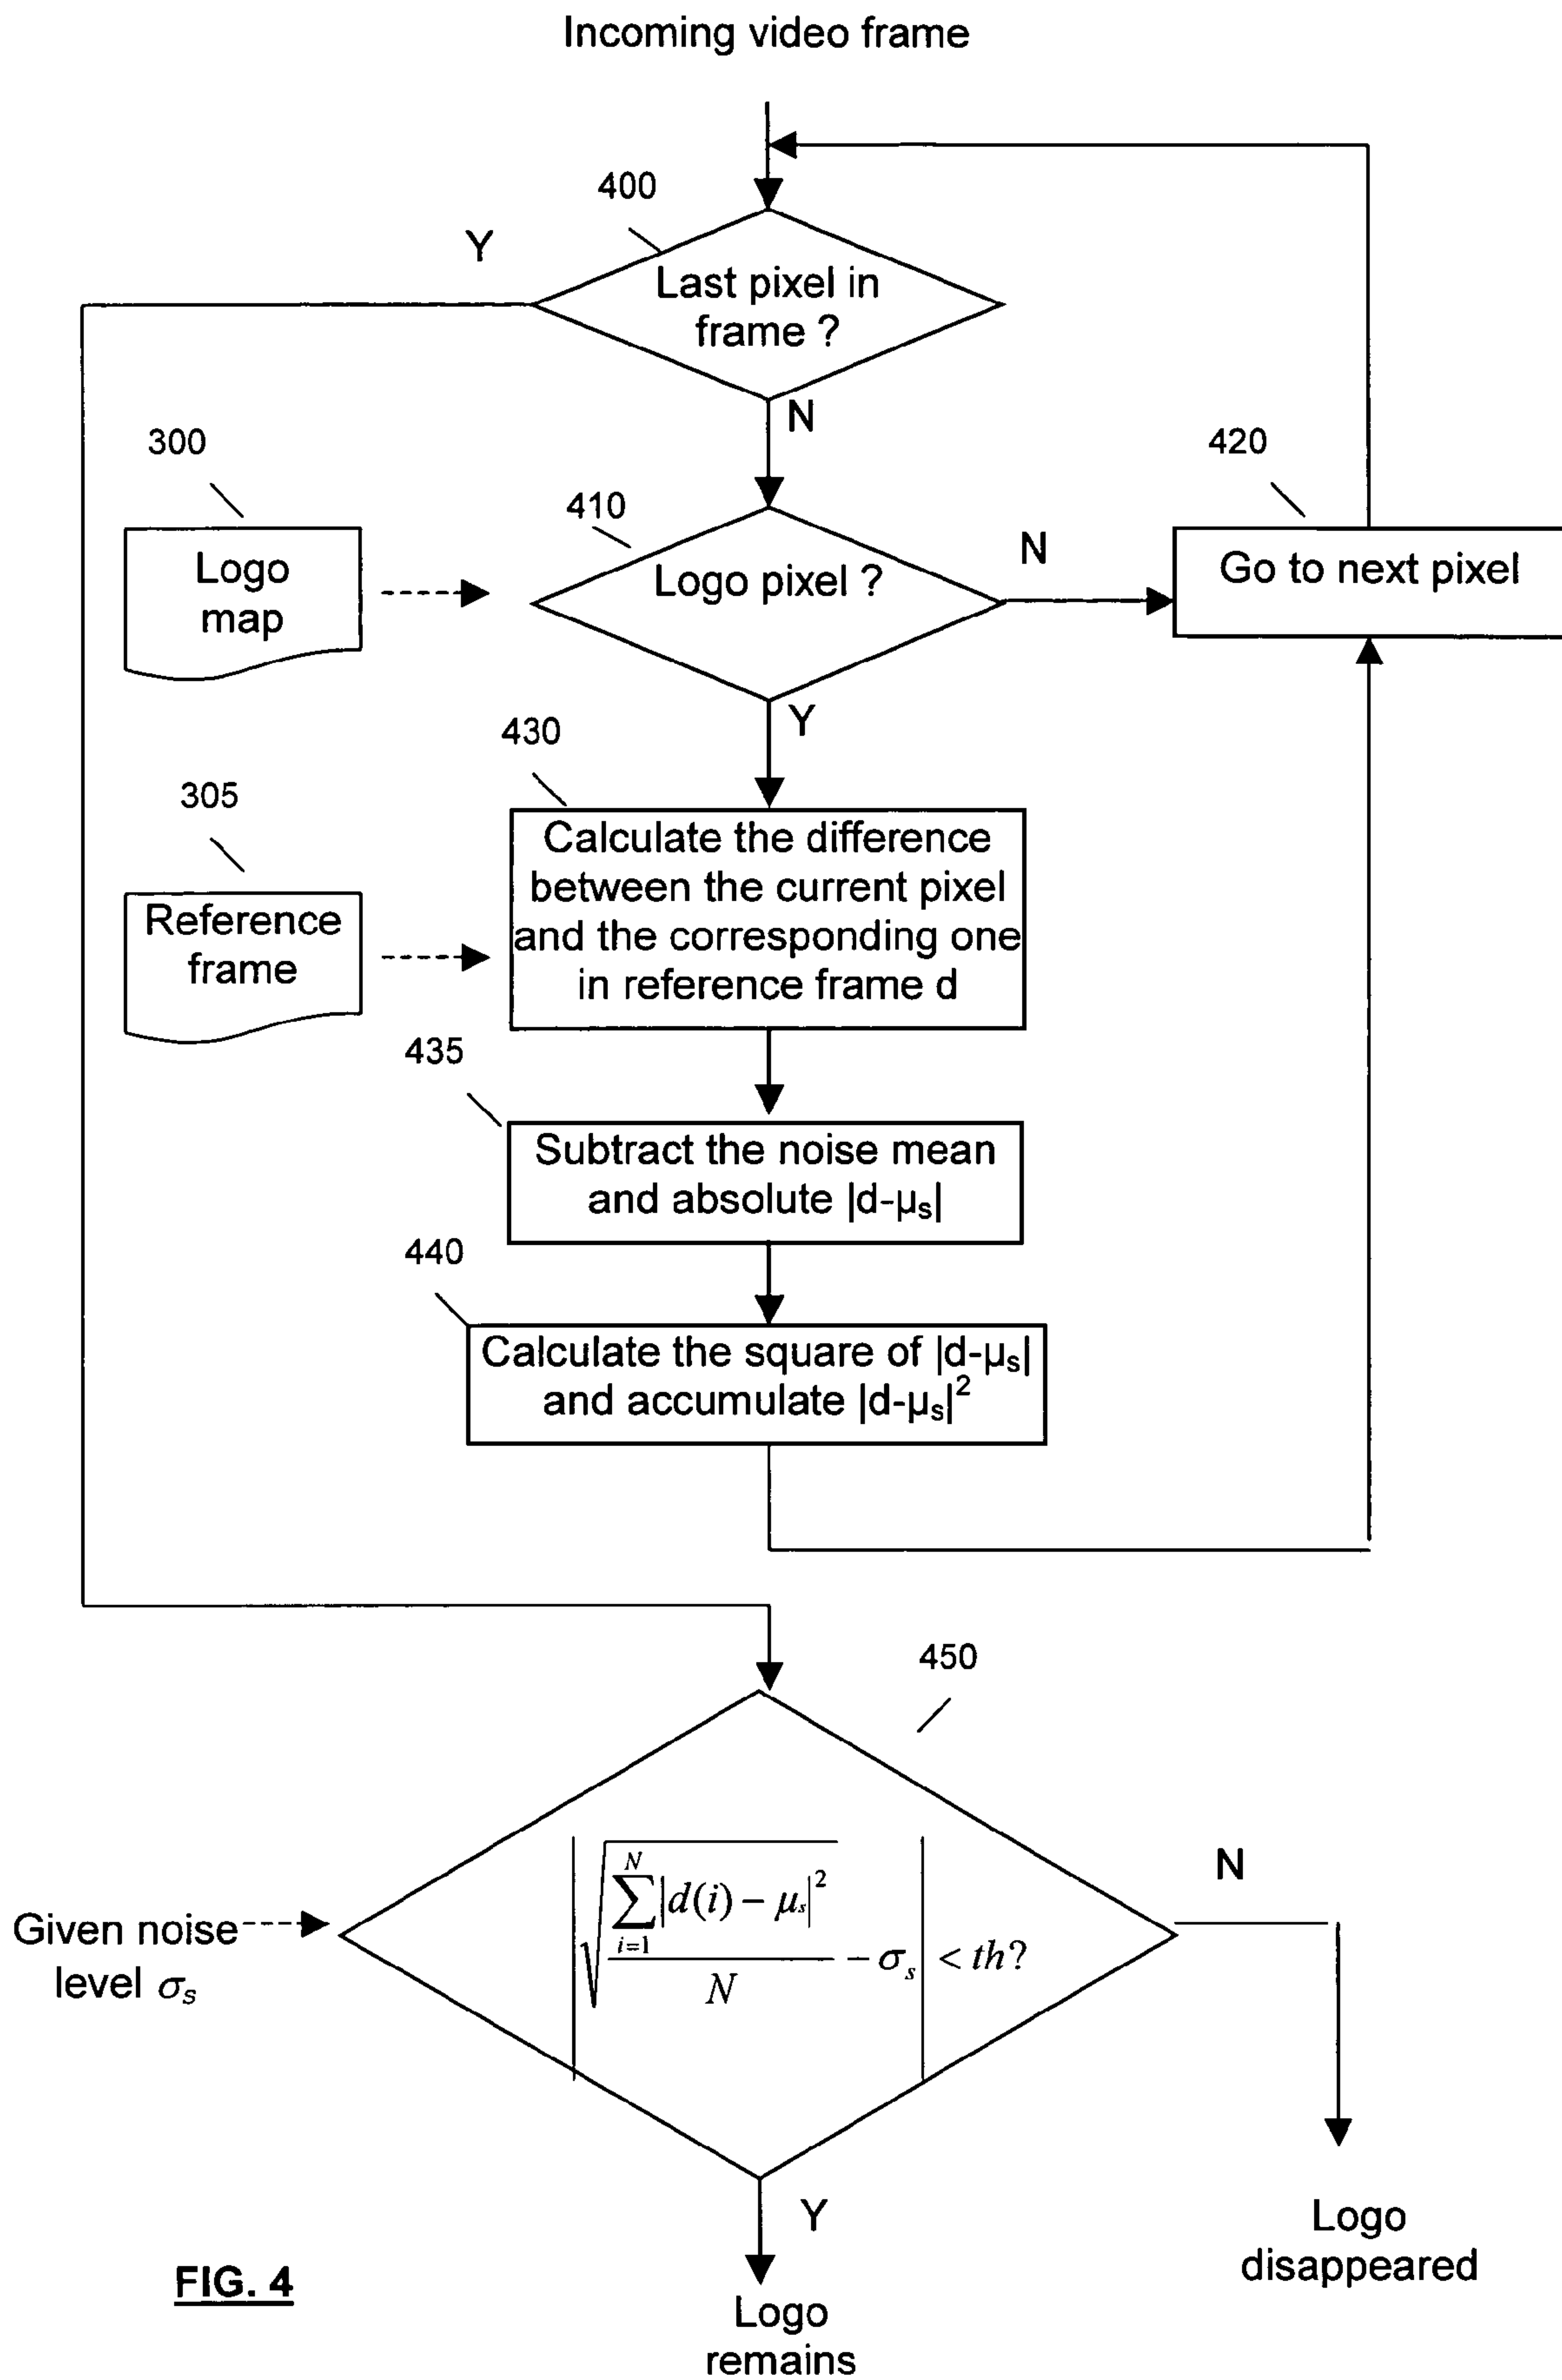 Incoming video frame
400
Y
Last pixel in
frame ?
N
300
420
410
Logo
map
Logo pixel ?
N
Go to next pixel
Y
430
305
Calculate the difference
between the current pixel
and the corresponding one
in reference frame d
Reference
frame
435
Subtract the noise mean
and absolute |d-μₛ|
440
Calculate the square of |d-μₛ|
and accumulate |d-μₛ|²
450
|√(∑_{i=1}^{N} |d(i) − μₛ|² / N) − σₛ| < th?
N
Given noise
level σₛ
Y
Logo
disappeared
FIG. 4
Logo
remains